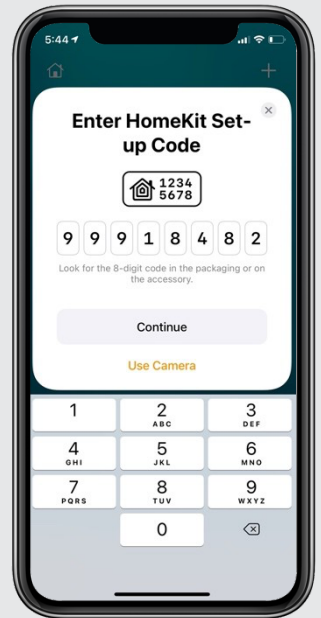 5:44
Enter HomeKit Set-
up Code
1234
5678
9 9 9 1 8 4 8 2
Look for the 8-digit code in the packaging or on
the accessory.
Continue
Use Camera
1 2 3
ABC DEF
4 5 6
GHI JKL MNO
7 8 9
PQRS TUV WXYZ
0